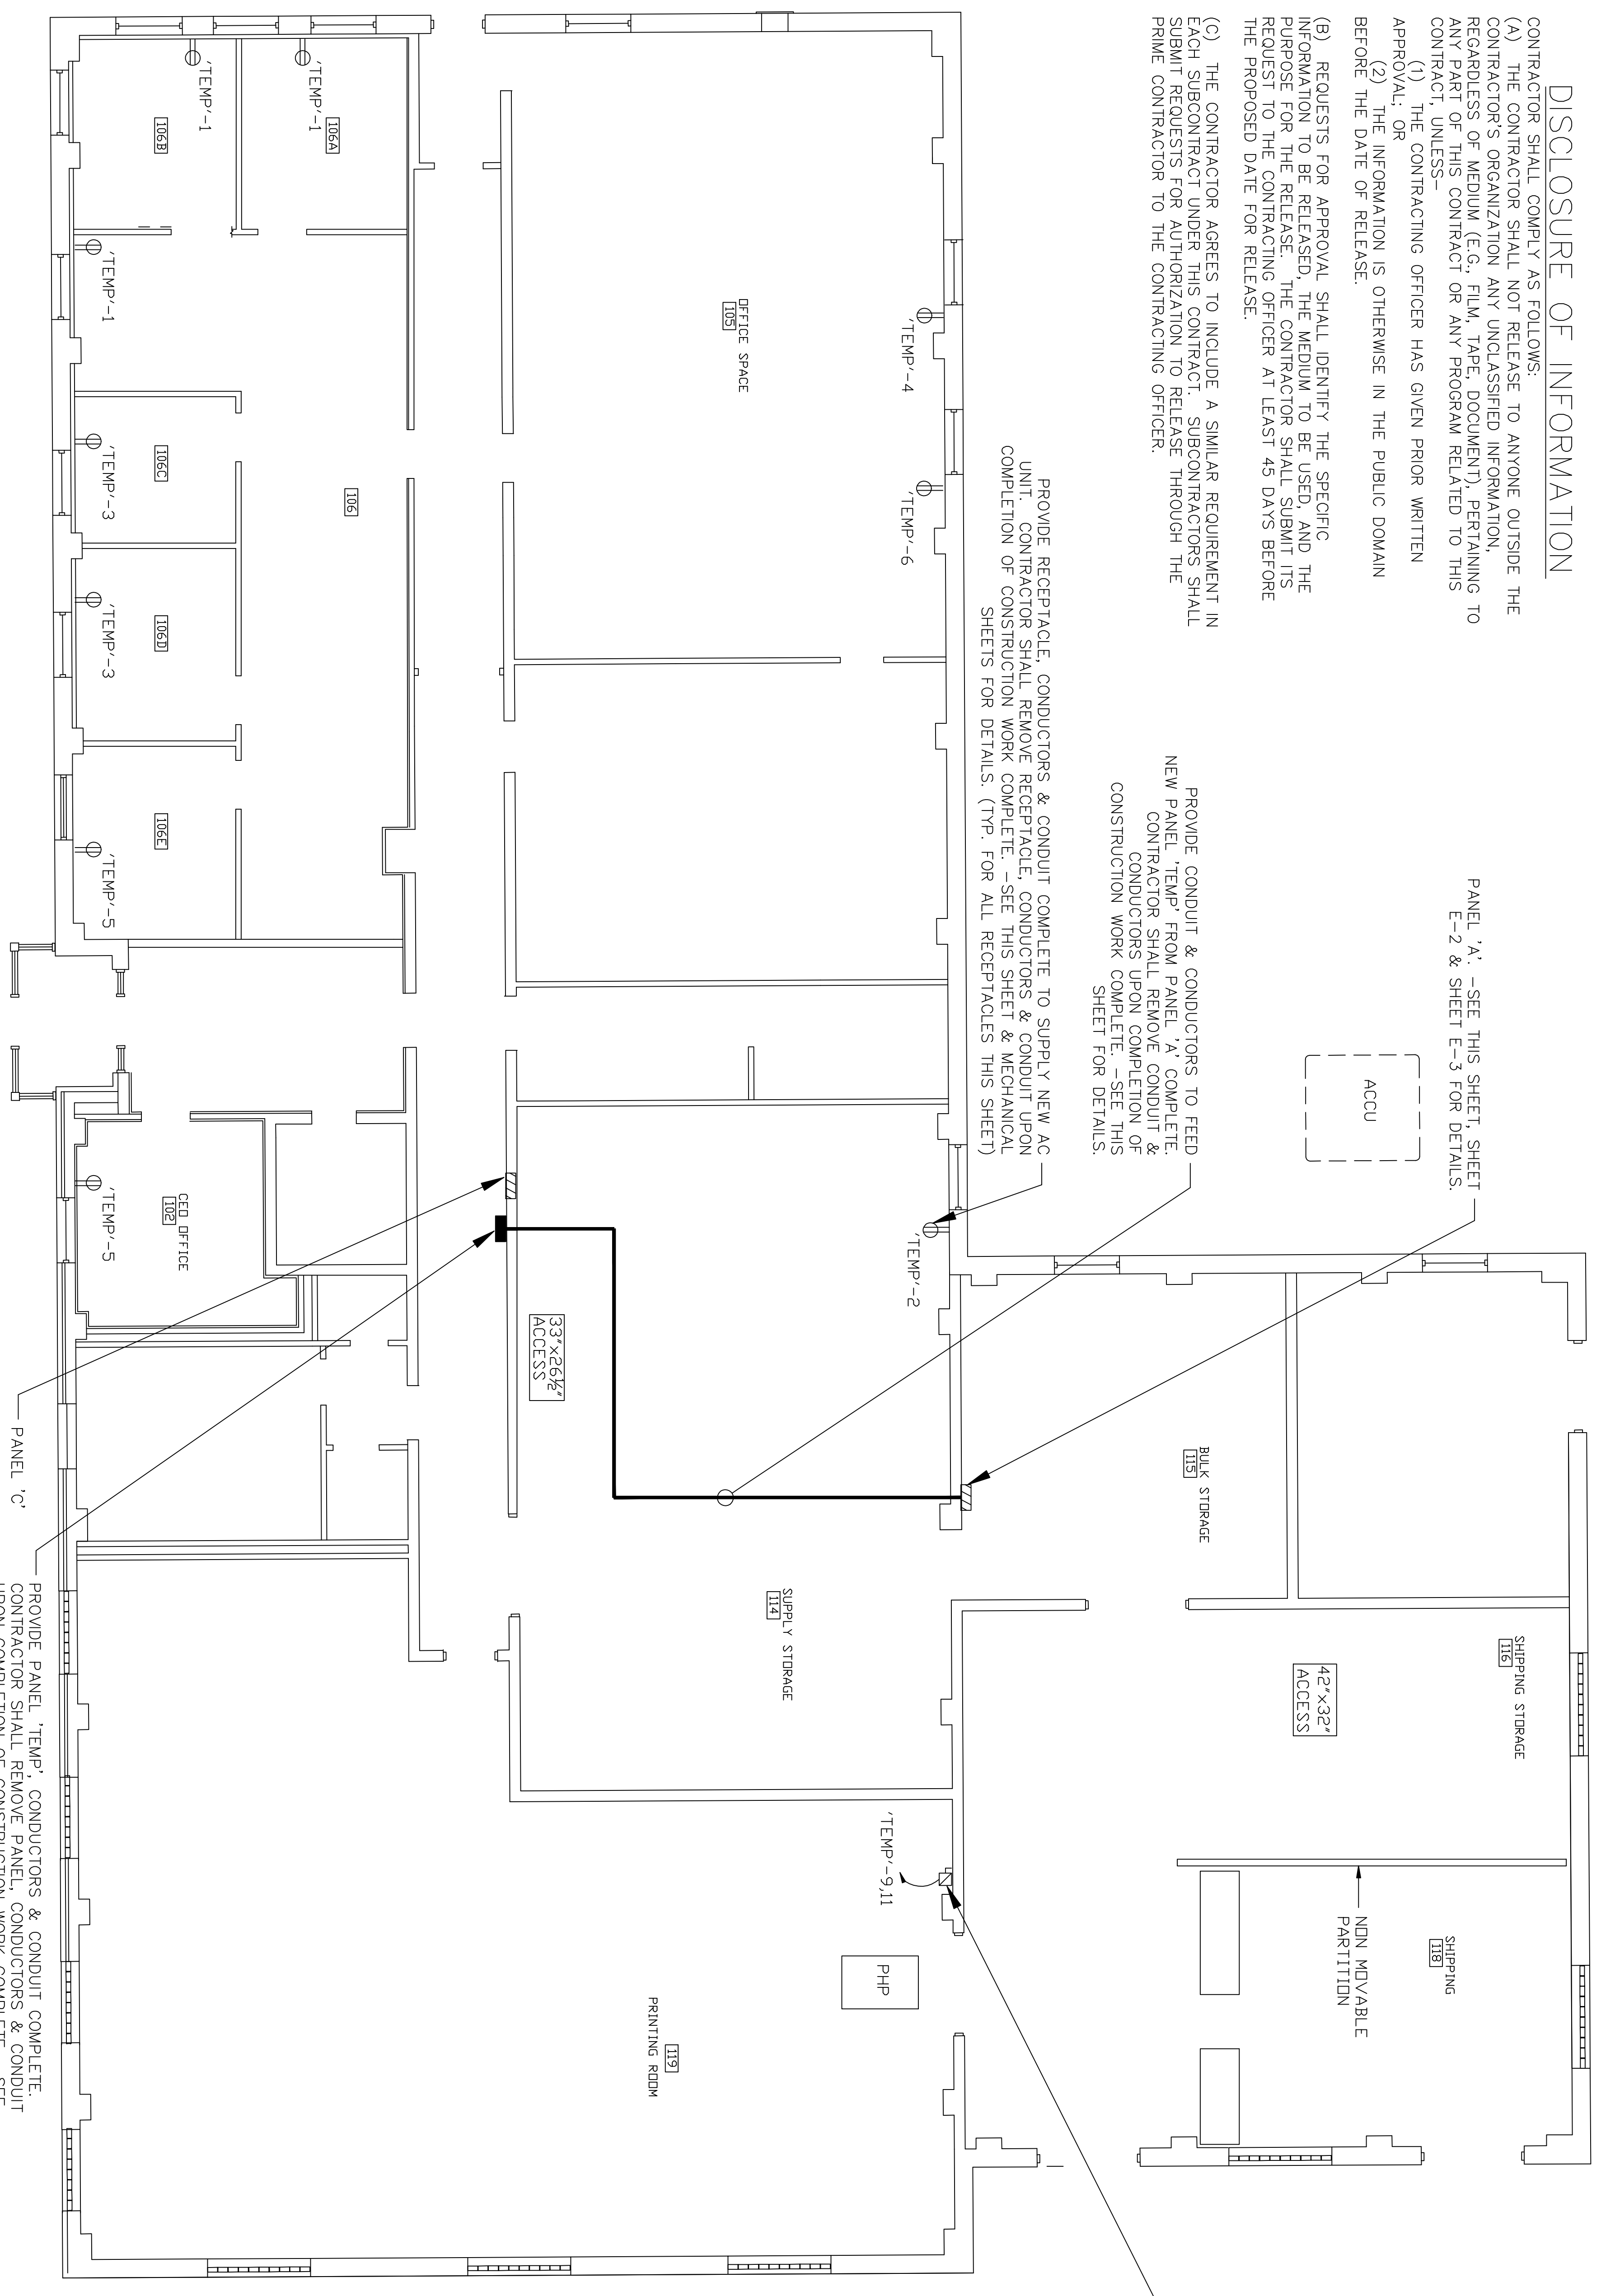 DISCLOSURE OF INFORMATION
CONTRACTOR SHALL COMPLY AS FOLLOWS:
(A) THE CONTRACTOR SHALL NOT RELEASE TO ANYONE OUTSIDE THE
CONTRACTOR'S ORGANIZATION ANY UNCLASSIFIED INFORMATION,
REGARDLESS OF MEDIUM (E.G., FILM, TAPE, DOCUMENT), PERTAINING TO
ANY PART OF THIS CONTRACT OR ANY PROGRAM RELATED TO THIS
CONTRACT, UNLESS-
(1) THE CONTRACTING OFFICER HAS GIVEN PRIOR WRITTEN
APPROVAL; OR
(2) THE INFORMATION IS OTHERWISE IN THE PUBLIC DOMAIN
BEFORE THE DATE OF RELEASE.
(B) REQUESTS FOR APPROVAL SHALL IDENTIFY THE SPECIFIC
INFORMATION TO BE RELEASED, THE MEDIUM TO BE USED, AND THE
PURPOSE FOR THE RELEASE. THE CONTRACTOR SHALL SUBMIT ITS
REQUEST TO THE CONTRACTING OFFICER AT LEAST 45 DAYS BEFORE
THE PROPOSED DATE FOR RELEASE.
(C) THE CONTRACTOR AGREES TO INCLUDE A SIMILAR REQUIREMENT IN
EACH SUBCONTRACT UNDER THIS CONTRACT. SUBCONTRACTORS SHALL
SUBMIT REQUESTS FOR AUTHORIZATION TO RELEASE THROUGH THE
PRIME CONTRACTOR TO THE CONTRACTING OFFICER.
PANEL 'A'. -SEE THIS SHEET, SHEET
E-2 & SHEET E-3 FOR DETAILS.
ACCU
PROVIDE CONDUIT & CONDUCTORS TO FEED
NEW PANEL 'TEMP' FROM PANEL 'A' COMPLETE.
CONTRACTOR SHALL REMOVE CONDUIT &
CONDUCTORS UPON COMPLETION OF
CONSTRUCTION WORK COMPLETE. -SEE THIS
SHEET FOR DETAILS.
PROVIDE RECEPTACLE, CONDUCTORS & CONDUIT COMPLETE TO SUPPLY NEW AC
UNIT. CONTRACTOR SHALL REMOVE RECEPTACLE, CONDUCTORS & CONDUIT UPON
COMPLETION OF CONSTRUCTION WORK COMPLETE. -SEE THIS SHEET & MECHANICAL
SHEETS FOR DETAILS. (TYP. FOR ALL RECEPTACLES THIS SHEET)
SHIPPING STORAGE
116
SHIPPING
118
NON MOVABLE
PARTITION
42"x32"
ACCESS
BULK STORAGE
115
'TEMP'-4
'TEMP'-6
'TEMP'-2
'TEMP'-9,11
PHP
OFFICE SPACE
105
SUPPLY STORAGE
114
119
PRINTING ROOM
33"x26½"
ACCESS
106A
'TEMP'-1
106
106B
'TEMP'-1
106C
106D
106E
CEO OFFICE
102
'TEMP'-1
'TEMP'-3
'TEMP'-3
'TEMP'-5
'TEMP'-5
PANEL 'C'
PROVIDE PANEL 'TEMP', CONDUCTORS & CONDUIT COMPLETE.
CONTRACTOR SHALL REMOVE PANEL, CONDUCTORS & CONDUIT
UPON COMPLETION OF CONSTRUCTION WORK COMPLETE. -SEE